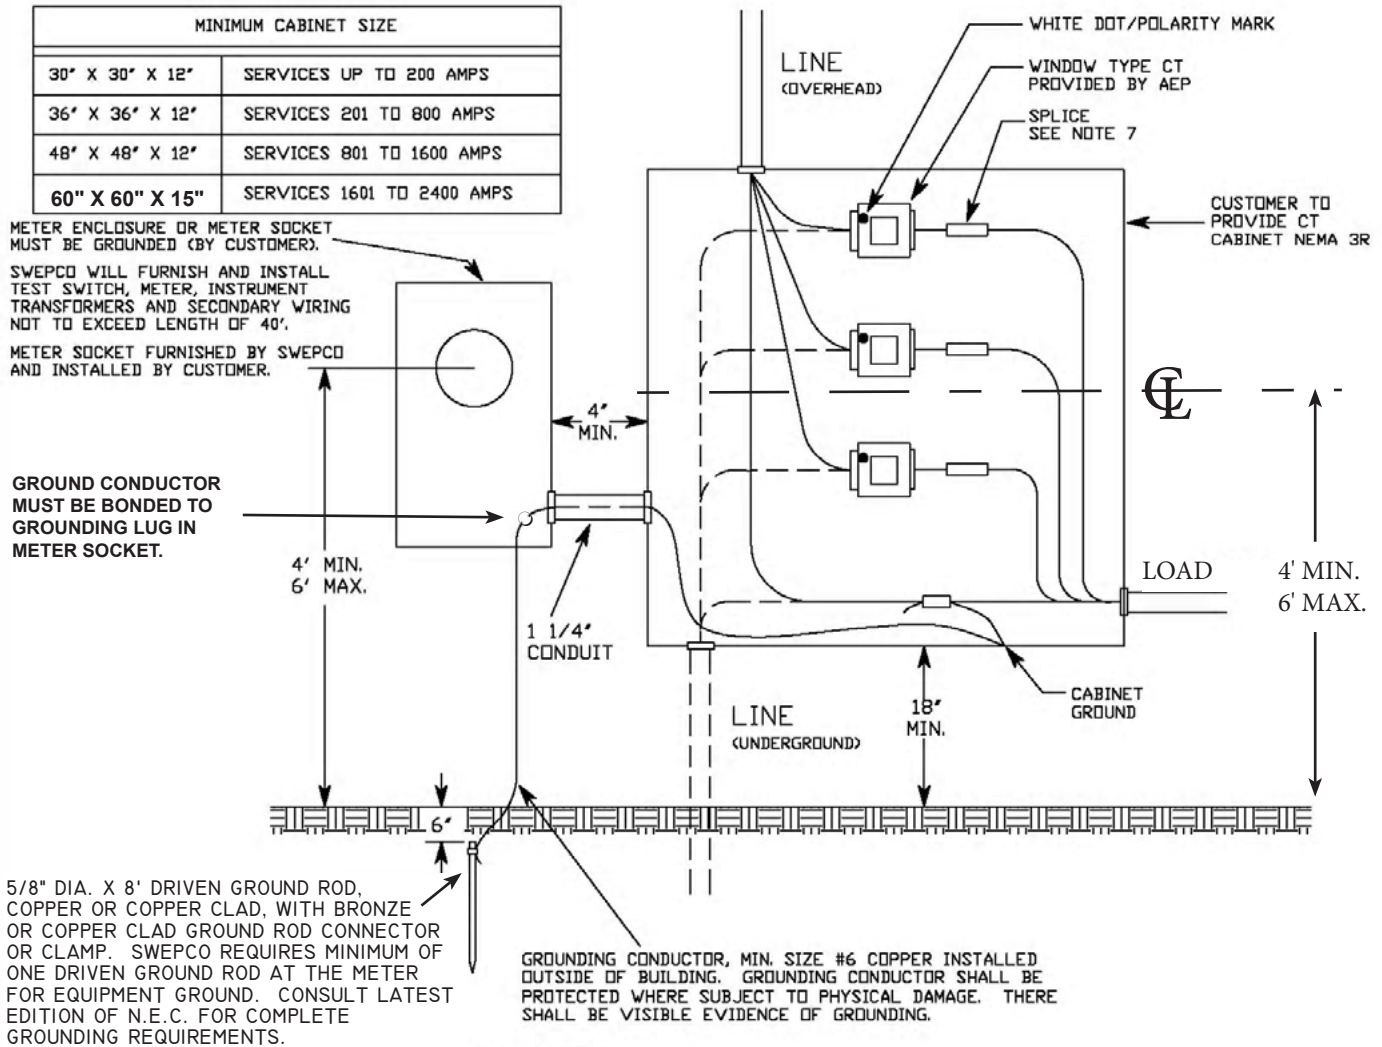 MINIMUM CABINET SIZE
30" X 30" X 12" SERVICES UP TO 200 AMPS
36" X 36" X 12" SERVICES 201 TO 800 AMPS
48" X 48" X 12" SERVICES 801 TO 1600 AMPS
60" X 60" X 15" SERVICES 1601 TO 2400 AMPS
METER ENCLOSURE OR METER SOCKET
MUST BE GROUNDED (BY CUSTOMER).
SWEPCO WILL FURNISH AND INSTALL
TEST SWITCH, METER, INSTRUMENT
TRANSFORMERS AND SECONDARY WIRING
NOT TO EXCEED LENGTH OF 40'.
METER SOCKET FURNISHED BY SWEPCO
AND INSTALLED BY CUSTOMER.
GROUND CONDUCTOR
MUST BE BONDED TO
GROUNDING LUG IN
METER SOCKET.
4' MIN.
6' MAX.
4"
MIN.
1 1/4"
CONDUIT
LINE
(OVERHEAD)
WHITE DOT/POLARITY MARK
WINDOW TYPE CT
PROVIDED BY AEP
SPLICE
SEE NOTE 7
CUSTOMER TO
PROVIDE CT
CABINET NEMA 3R
CL
LOAD
4' MIN.
6' MAX.
CABINET
GROUND
18"
MIN.
LINE
(UNDERGROUND)
6"
5/8" DIA. X 8' DRIVEN GROUND ROD,
COPPER OR COPPER CLAD, WITH BRONZE
OR COPPER CLAD GROUND ROD CONNECTOR
OR CLAMP. SWEPCO REQUIRES MINIMUM OF
ONE DRIVEN GROUND ROD AT THE METER
FOR EQUIPMENT GROUND. CONSULT LATEST
EDITION OF N.E.C. FOR COMPLETE
GROUNDING REQUIREMENTS.
GROUNDING CONDUCTOR, MIN. SIZE #6 COPPER INSTALLED
OUTSIDE OF BUILDING. GROUNDING CONDUCTOR SHALL BE
PROTECTED WHERE SUBJECT TO PHYSICAL DAMAGE. THERE
SHALL BE VISIBLE EVIDENCE OF GROUNDING.